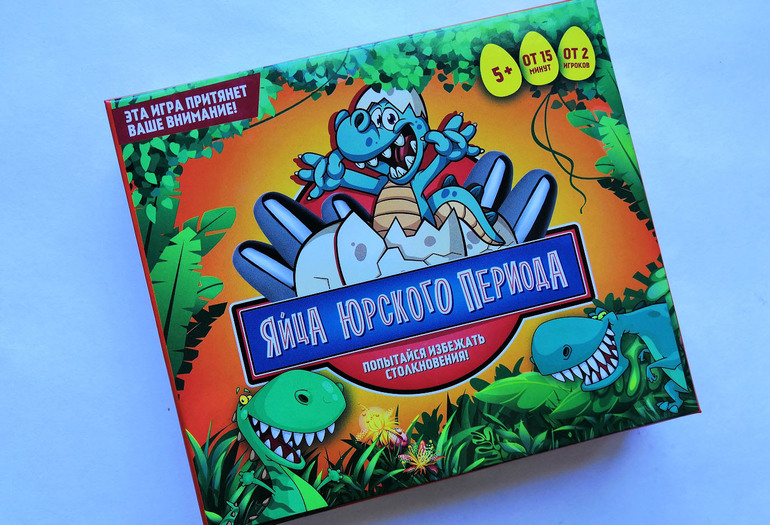 ЭТА ИГРА ПРИТЯНЕТ
ВАШЕ ВНИМАНИЕ!
5+
ОТ 15
МИНУТ
ОТ 2
ИГРОКОВ
ЯЙЦА ЮРСКОГО ПЕРИОДА
ПОПЫТАЙСЯ ИЗБЕЖАТЬ
СТОЛКНОВЕНИЯ!